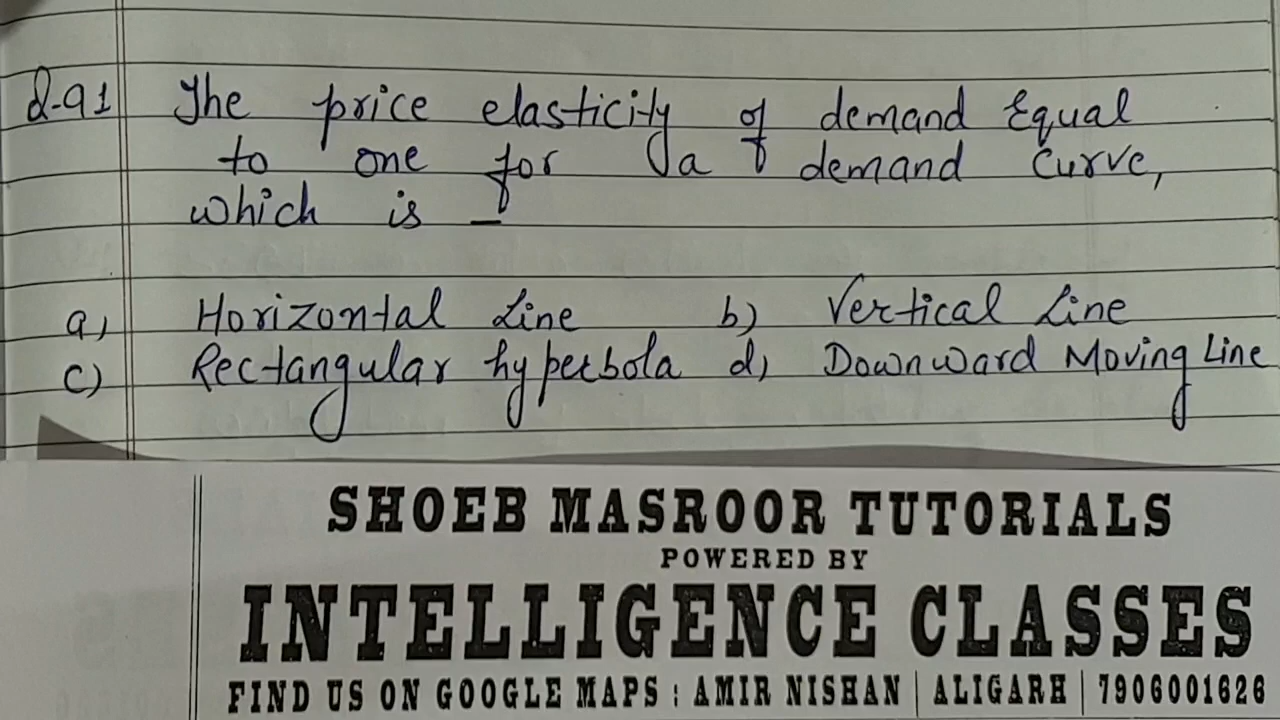 Q-91 The price elasticity of demand Equal
to one for a demand curve,
which is _
a) Horizontal Line b) Vertical Line
c) Rectangular hyperbola d) Downward Moving Line
SHOEB MASROOR TUTORIALS
POWERED BY
INTELLIGENCE CLASSES
FIND US ON GOOGLE MAPS : AMIR NISHAN | ALIGARH | 7906001626